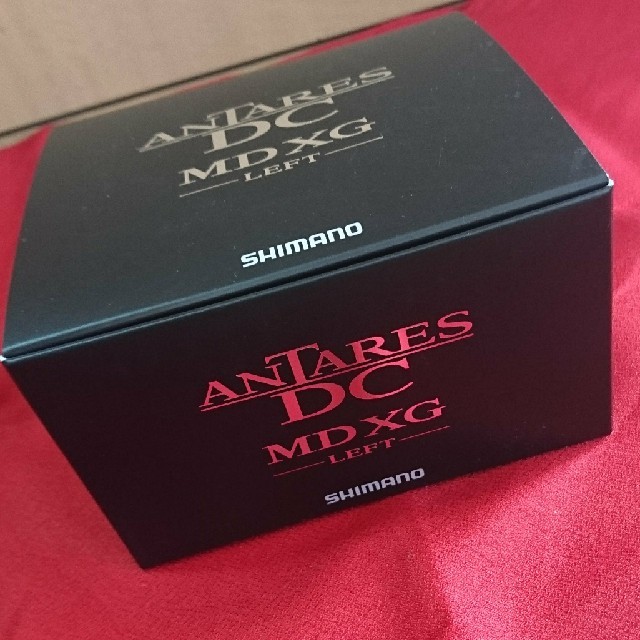 ANTARES
DC
MD XG
LEFT
SHIMANO
ANTARES
DC
MD XG
LEFT
SHIMANO